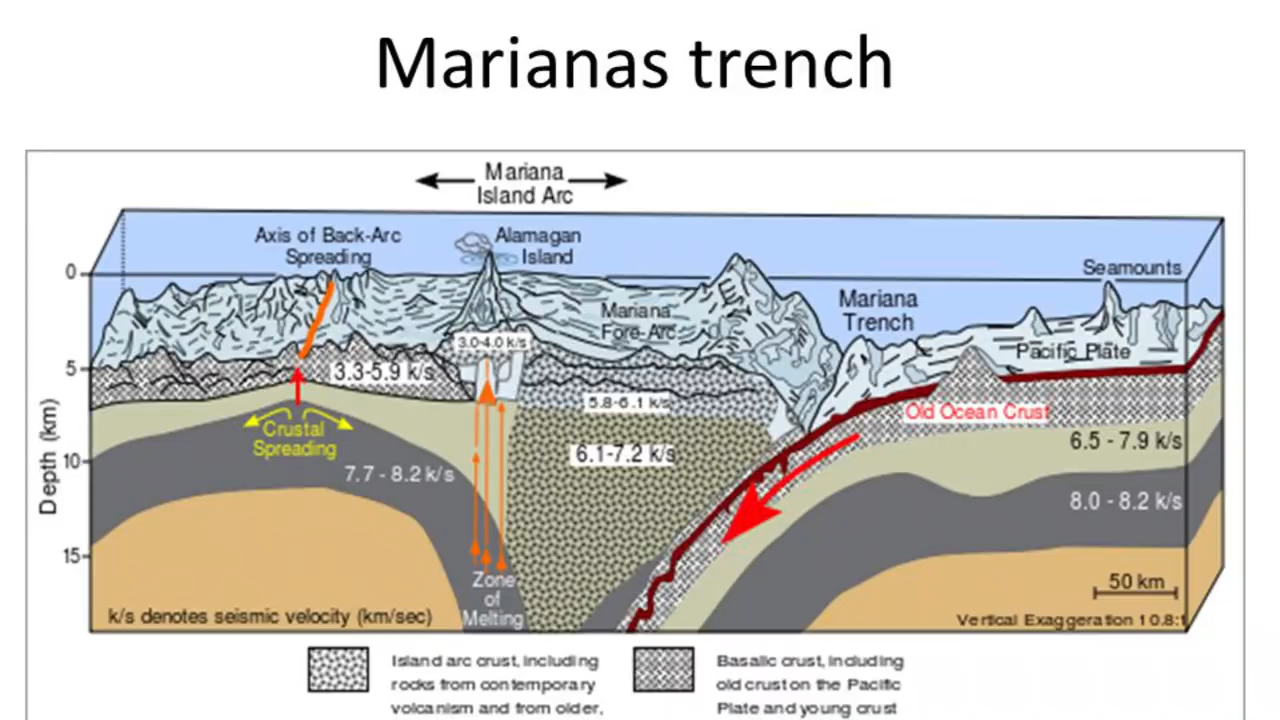 Marianas trench
Mariana
Island Arc
Axis of Back-Arc
Spreading
Alamagan
Island
Seamounts
Mariana
Fore-Arc
Mariana
Trench
Pacific Plate
Depth (km)
0
5
10
15
3.0-4.0 k/s
3.3-5.9 k/s
5.8-6.1 k/s
Old Ocean Crust
Crustal
Spreading
6.1-7.2 k/s
6.5 - 7.9 k/s
7.7 - 8.2 k/s
8.0 - 8.2 k/s
Zone
of
Melting
50 km
k/s denotes seismic velocity (km/sec)
Vertical Exaggeration 10.8:1
Island arc crust, including
rocks from contemporary
volcanism and from older,
Basalic crust, including
old crust on the Pacific
Plate and young crust